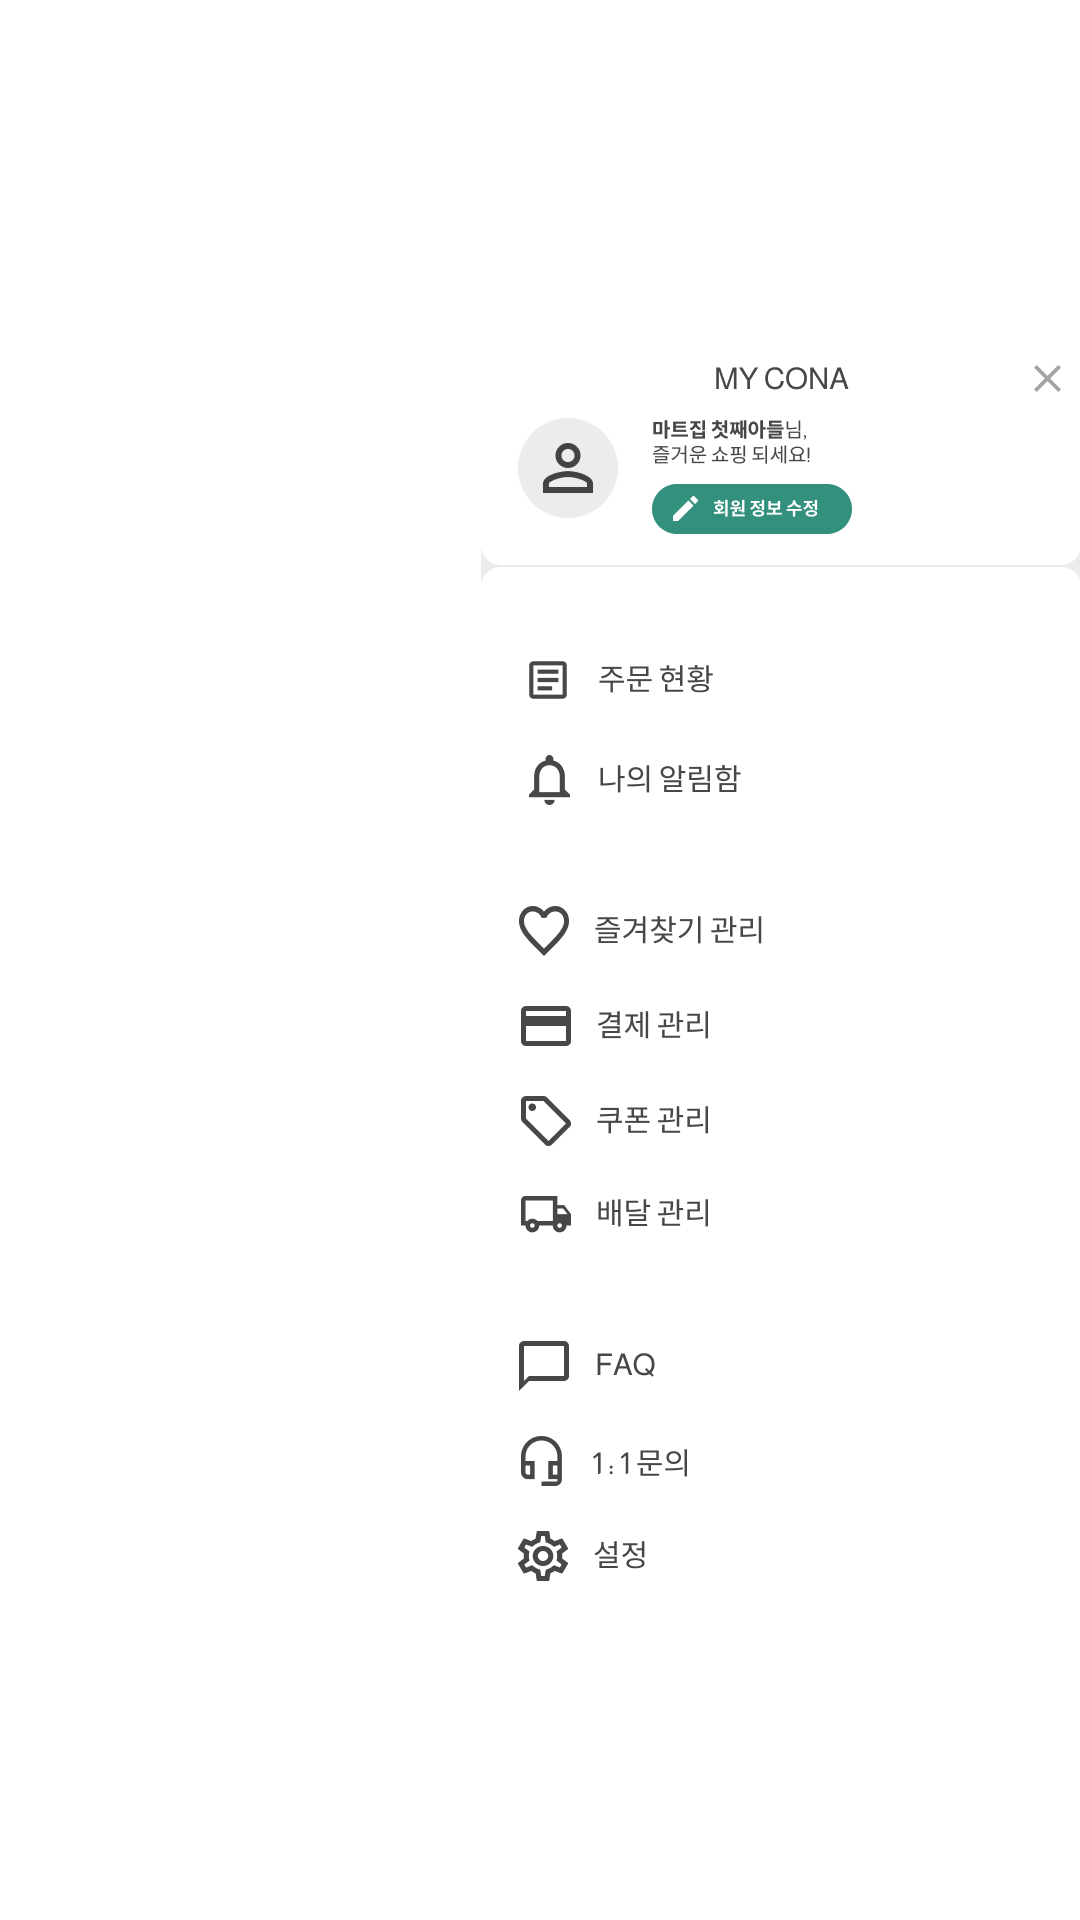 MY CONA
마트집 첫째아들님,
즐거운 쇼핑 되세요!
회원 정보 수정
주문 현황
나의 알림함
즐겨찾기 관리
결제 관리
쿠폰 관리
배달 관리
FAQ
1:1문의
설정